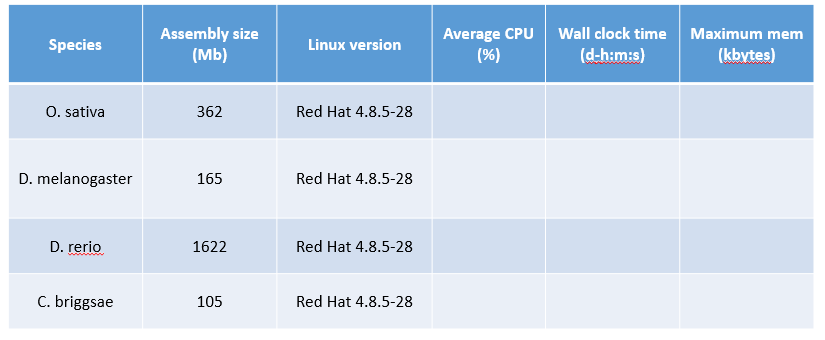 Species Assembly size (Mb) Linux version Average CPU (%) Wall clock time (d-h:m:s) Maximum mem (kbytes)
O. sativa 362 Red Hat 4.8.5-28
D. melanogaster 165 Red Hat 4.8.5-28
D. rerio 1622 Red Hat 4.8.5-28
C. briggsae 105 Red Hat 4.8.5-28